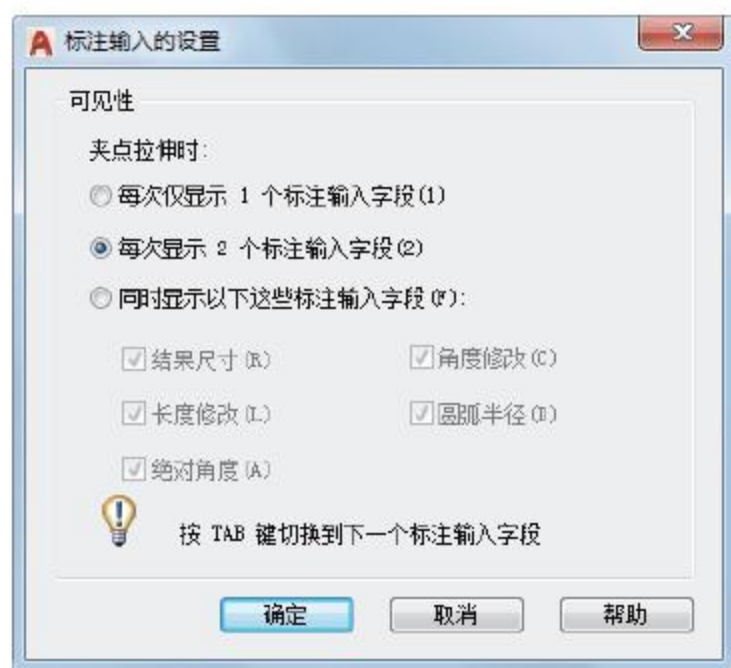 标注输入的设置
可见性
夹点拉伸时:
每次仅显示 1 个标注输入字段(1)
每次显示 2 个标注输入字段(2)
同时显示以下这些标注输入字段(F):
结果尺寸(R) 角度修改(C)
长度修改(L) 圆弧半径(D)
绝对角度(A)
按 TAB 键切换到下一个标注输入字段
确定 取消 帮助